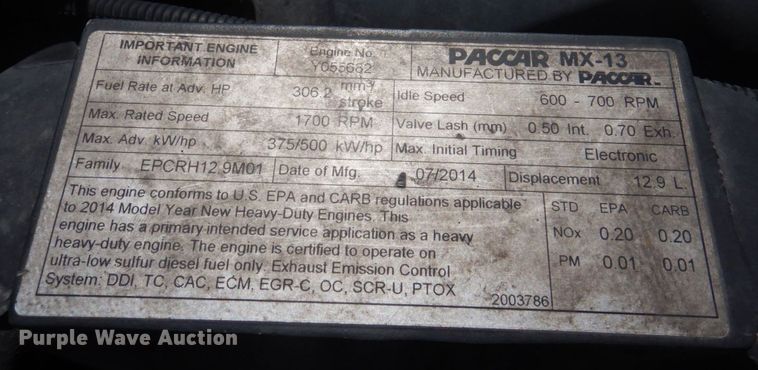 IMPORTANT ENGINE INFORMATION
Engine No.
Y055662
PACCAR MX-13
MANUFACTURED BY PACCAR
Fuel Rate at Adv. HP 306.2 mm³/stroke
Idle Speed 600 - 700 RPM
Max. Rated Speed 1700 RPM
Valve Lash (mm) 0.50 Int. 0.70 Exh.
Max. Adv. kW/hp 375/500 kW/hp
Max. Initial Timing Electronic
Family EPCRH12.9M01
Date of Mfg. 07/2014
Displacement 12.9 L.
This engine conforms to U.S. EPA and CARB regulations applicable
to 2014 Model Year New Heavy-Duty Engines. This
engine has a primary intended service application as a heavy
heavy-duty engine. The engine is certified to operate on
ultra-low sulfur diesel fuel only. Exhaust Emission Control
System: DDI, TC, CAC, ECM, EGR-C, OC, SCR-U, PTOX
STD EPA CARB
NOx 0.20 0.20
PM 0.01 0.01
2003786
Purple Wave Auction